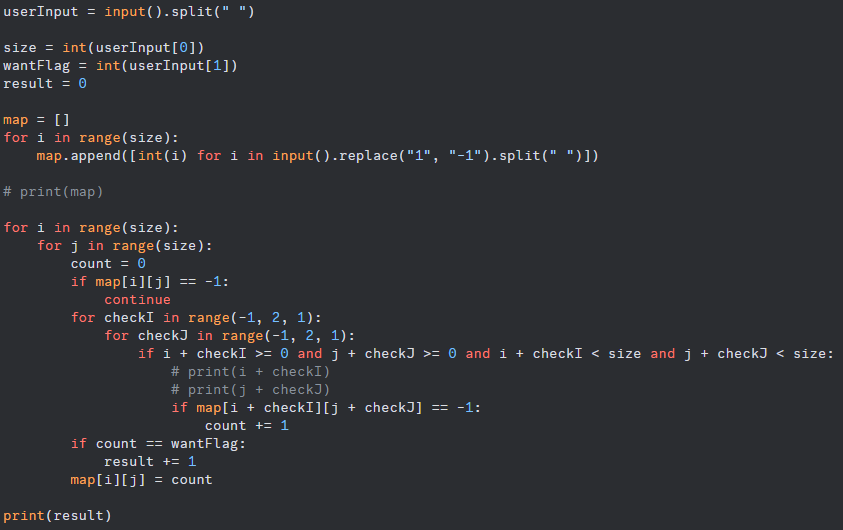 userInput = input().split(" ")

size = int(userInput[0])
wantFlag = int(userInput[1])
result = 0

map = []
for i in range(size):
    map.append([int(i) for i in input().replace("1", "-1").split(" ")])

# print(map)

for i in range(size):
    for j in range(size):
        count = 0
        if map[i][j] == -1:
            continue
        for checkI in range(-1, 2, 1):
            for checkJ in range(-1, 2, 1):
                if i + checkI >= 0 and j + checkJ >= 0 and i + checkI < size and j + checkJ < size:
                    # print(i + checkI)
                    # print(j + checkJ)
                    if map[i + checkI][j + checkJ] == -1:
                        count += 1
        if count == wantFlag:
            result += 1
        map[i][j] = count

print(result)